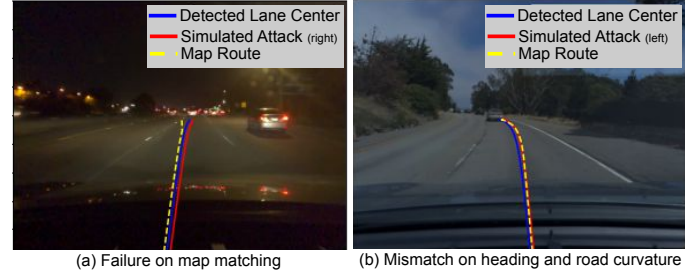 Detected Lane Center
Simulated Attack (right)
Map Route
Detected Lane Center
Simulated Attack (left)
Map Route
(a) Failure on map matching
(b) Mismatch on heading and road curvature